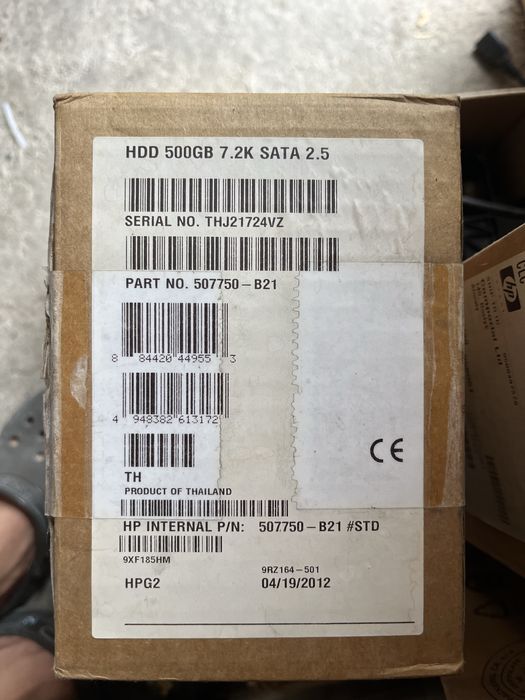 HDD 500GB 7.2K SATA 2.5
SERIAL NO. THJ21724VZ
PART NO. 507750-B21
8 84420 44955 3
4 948382 613172
CE
TH
PRODUCT OF THAILAND
HP INTERNAL P/N: 507750-B21 #STD
9XF185HM
9RZ164-501
HPG2 04/19/2012
hp